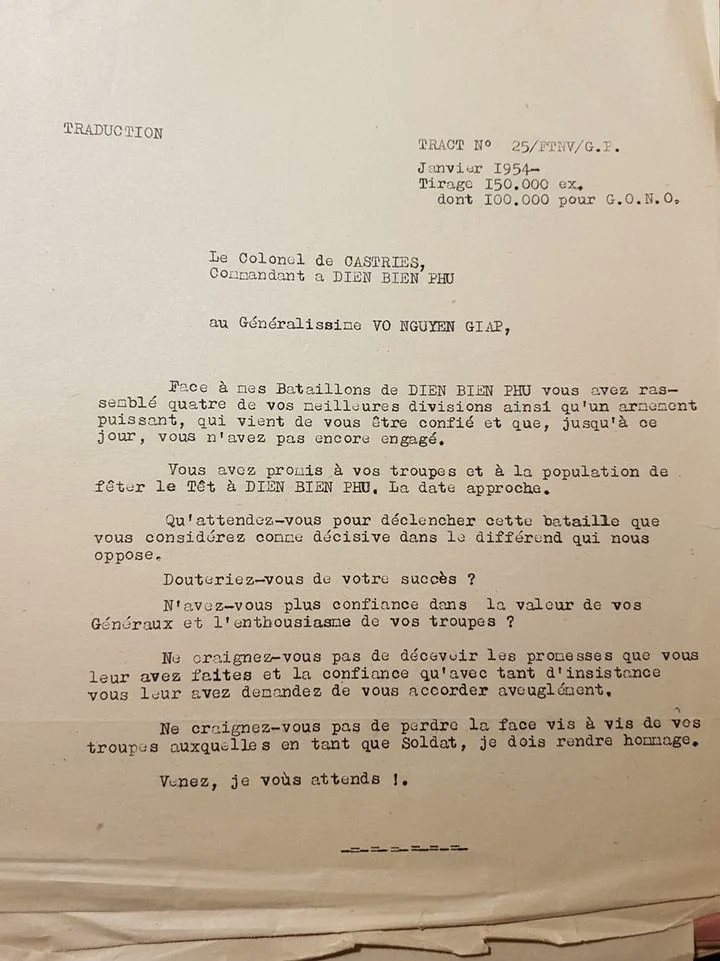 TRADUCTION
TRACT Nº 25/FTNV/G.P.
Janvier I954-
Tirage I50.000 ex.
dont I00.000 pour G.O.N.O.
Le Colonel de CASTRIES,
Commandant a DIEN BIEN PHU
au Généralissime VO NGUYEN GIAP,
Face à mes Bataillons de DIEN BIEN PHU vous avez ras-
semblé quatre de vos meilleures divisions ainsi qu'un armement
puissant, qui vient de vous être confié et que, jusqu'à ce
jour, vous n'avez pas encore engagé.
Vous avez promis à vos troupes et à la population de
fêter le Têt à DIEN BIEN PHU. La date approche.
Qu'attendez-vous pour déclencher cette bataille que
vous considérez comme décisive dans le différend qui nous
oppose.
Douteriez-vous de votre succès ?
N'avez-vous plus confiance dans la valeur de vos
Généraux et l'enthousiasme de vos troupes ?
Ne craignez-vous pas de décevoir les promesses que vous
leur avez faites et la confiance qu'avec tant d'insistance
vous leur avez demandez de vous accorder aveuglément.
Ne craignez-vous pas de perdre la face vis à vis de vos
troupes auxquelles en tant que Soldat, je dois rendre hommage.
Venez, je voùs attends !.
-=-=-=-=-=-=-